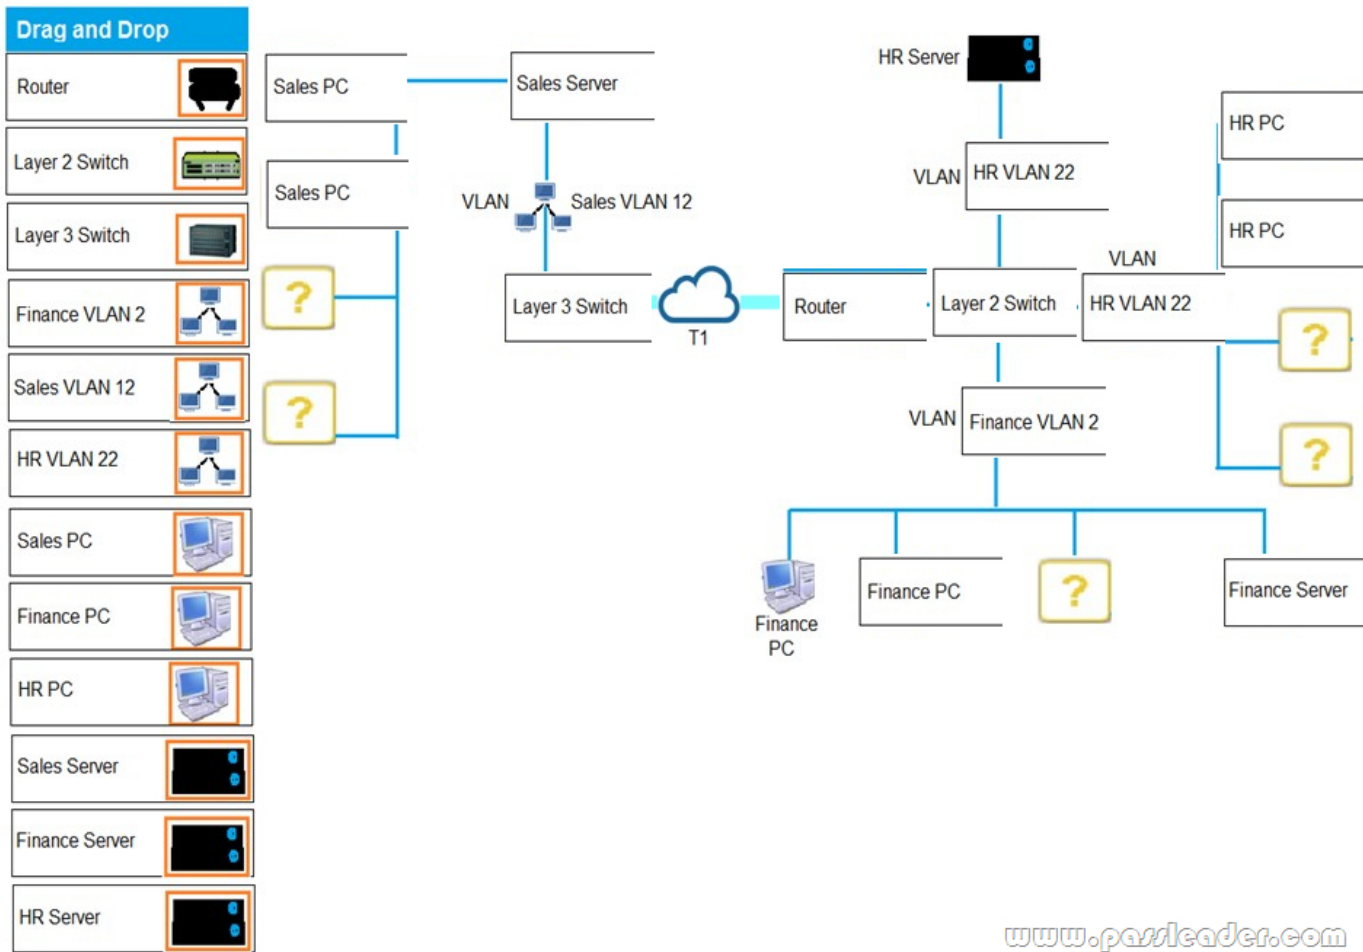 Drag and Drop
Router
Layer 2 Switch
Layer 3 Switch
Finance VLAN 2
Sales VLAN 12
HR VLAN 22
Sales PC
Finance PC
HR PC
Sales Server
Finance Server
HR Server
Sales PC
Sales Server
Sales PC
?
?
VLAN
Sales VLAN 12
Layer 3 Switch
T1
Router
HR Server
VLAN
HR VLAN 22
Layer 2 Switch
VLAN
HR VLAN 22
HR PC
HR PC
?
?
VLAN
Finance VLAN 2
Finance
PC
Finance PC
?
Finance Server
www.passleader.com